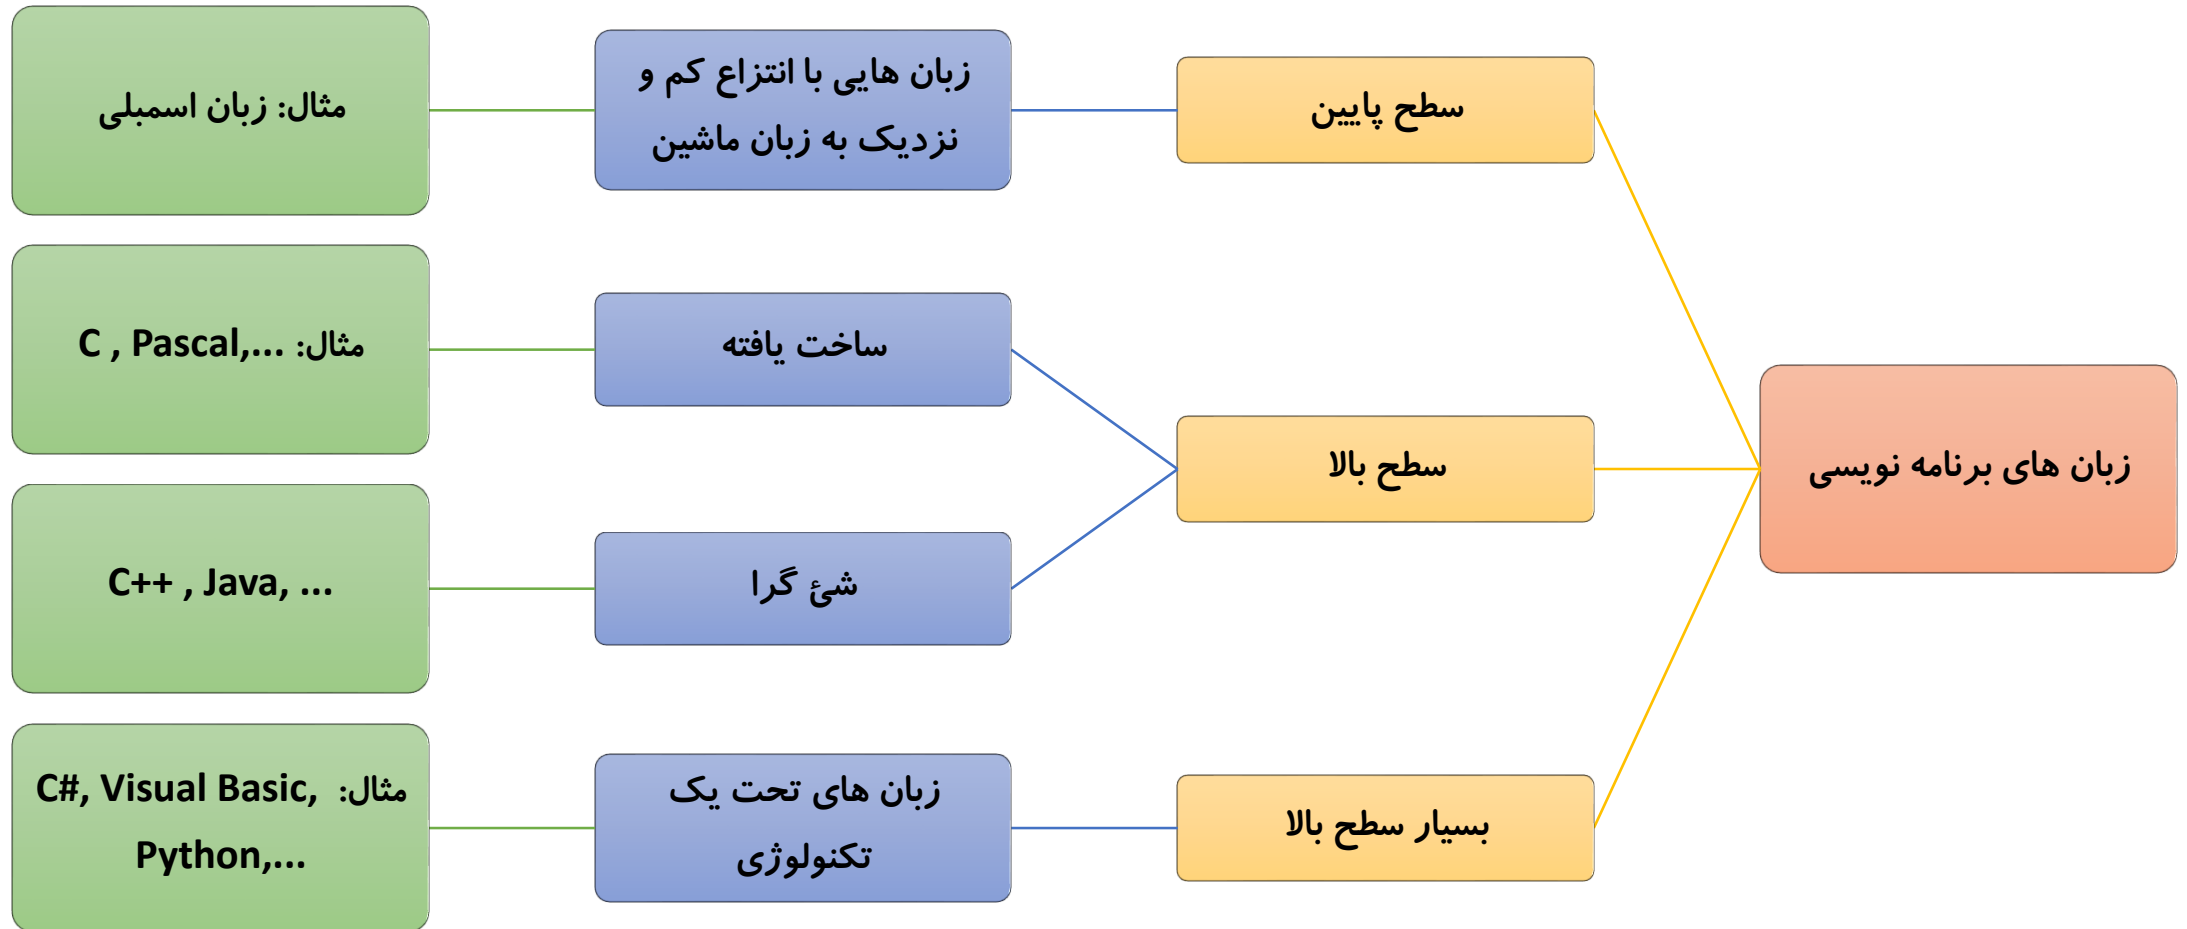 زبان های برنامه نویسی
سطح پایین
زبان هایی با انتزاع کم و
نزدیک به زبان ماشین
مثال: زبان اسمبلی
سطح بالا
ساخت یافته
مثال: C , Pascal,...
شئ گرا
C++ , Java, ...
بسیار سطح بالا
زبان های تحت یک
تکنولوژی
مثال: C#, Visual Basic,
Python,...